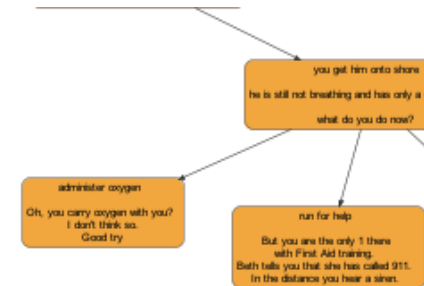 you get him onto shore
he is still not breathing and has only a
what do you do now?
administer oxygen
Oh, you carry oxygen with you?
I don't think so.
Good try
run for help
But you are the only 1 there
with First Aid training.
Beth tells you that she has called 911.
In the distance you hear a siren.